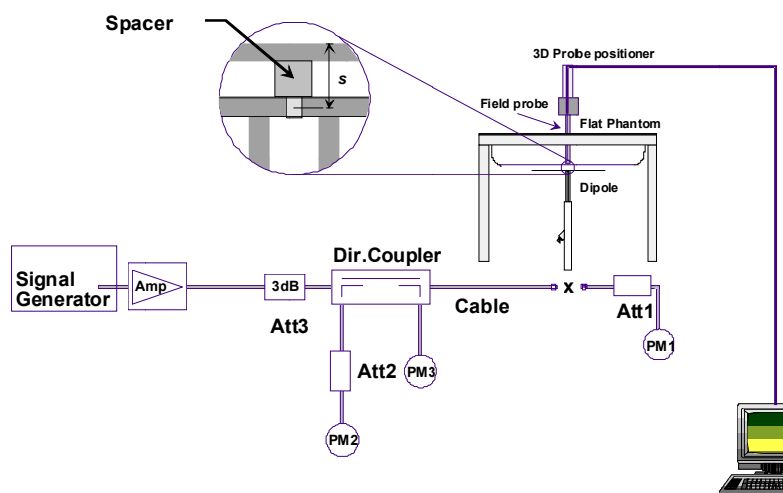 Spacer
s
3D Probe positioner
Field probe
Flat Phantom
Dipole
Dir.Coupler
Signal
Generator
Amp
3dB
Cable
x
Att3
Att1
PM1
Att2
PM3
PM2